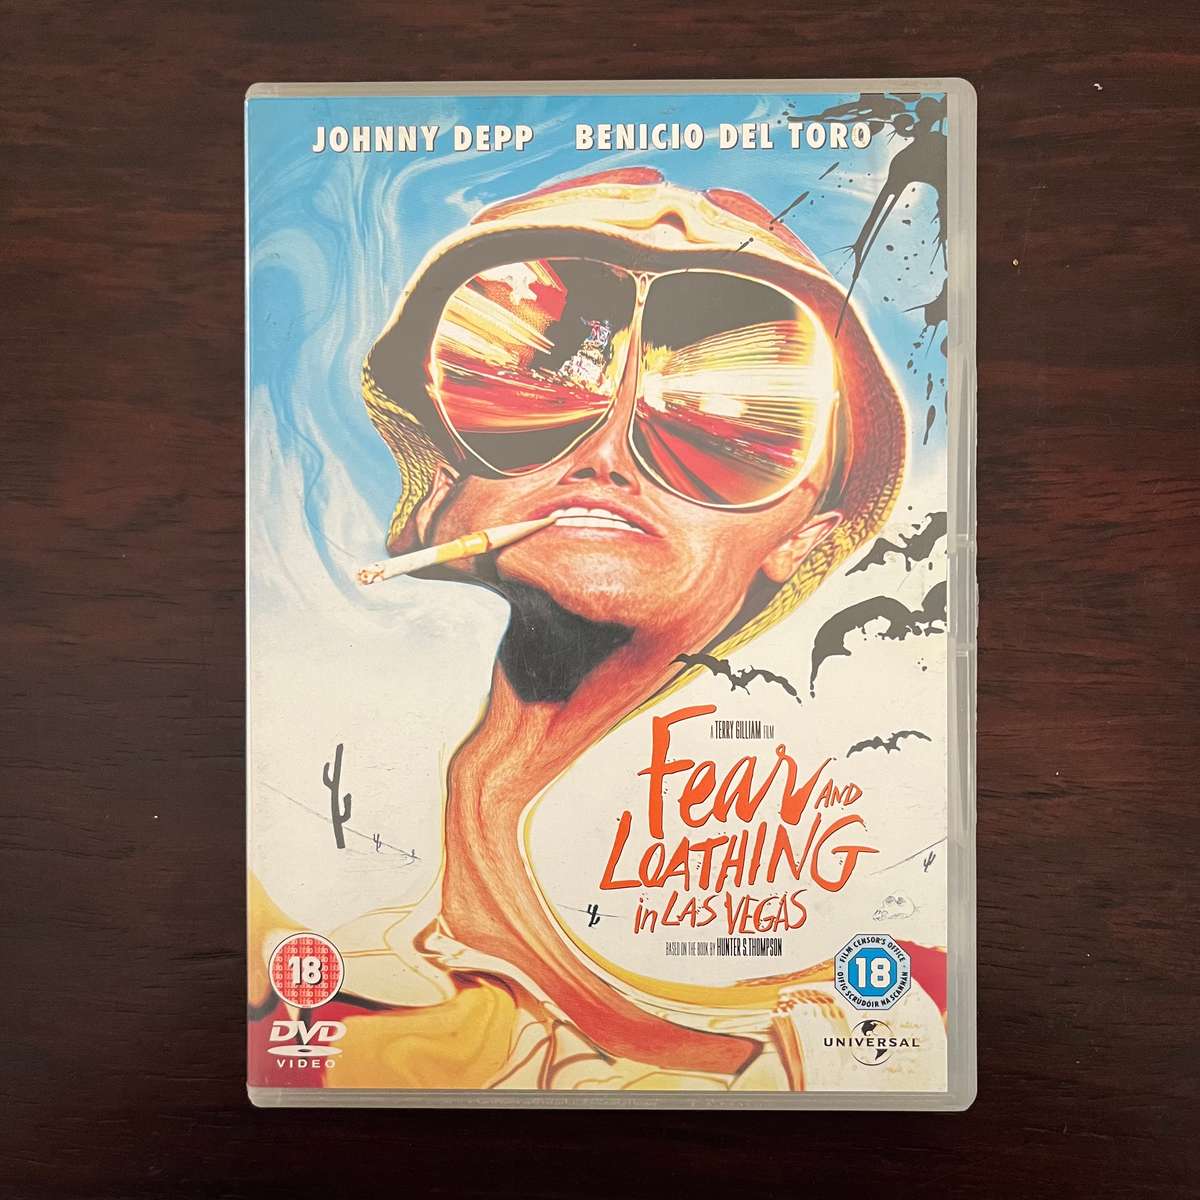 JOHNNY DEPP BENICIO DEL TORO
A TERRY GILLIAM FILM
Fear AND
LOATHING
in LAS VEGAS
BASED ON THE BOOK BY HUNTER S. THOMPSON
18
DVD
VIDEO
FILM CENSOR'S OFFICE
18
OIFIG SCRÚDÓIR NA SCANNÁN
UNIVERSAL